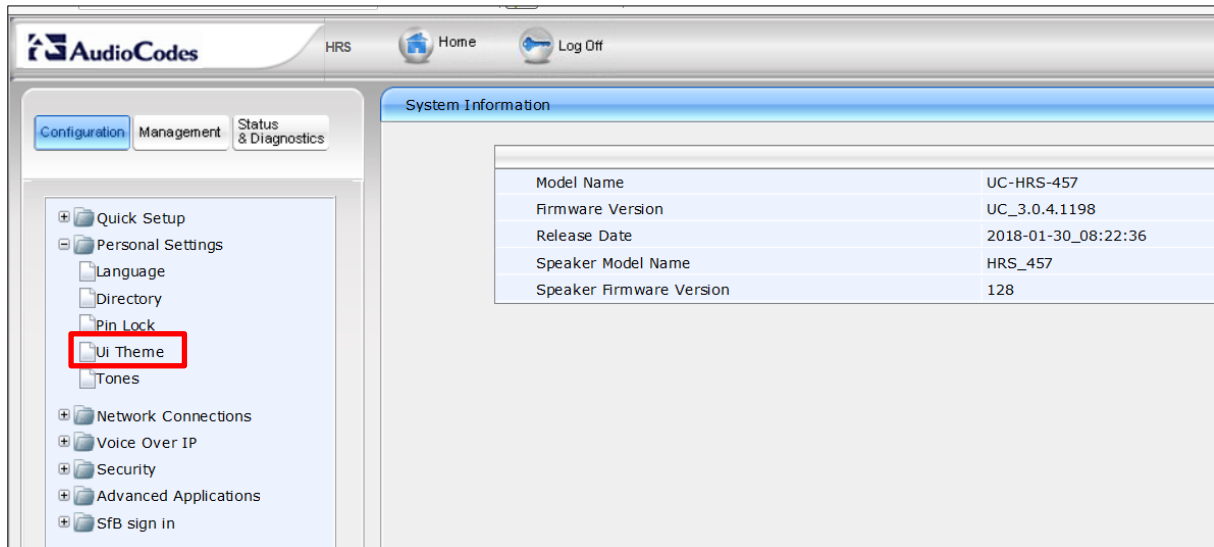 AudioCodes
HRS
Home
Log Off
Configuration
Management
Status
& Diagnostics
Quick Setup
Personal Settings
Language
Directory
Pin Lock
Ui Theme
Tones
Network Connections
Voice Over IP
Security
Advanced Applications
SfB sign in
System Information
Model Name UC-HRS-457
Firmware Version UC_3.0.4.1198
Release Date 2018-01-30_08:22:36
Speaker Model Name HRS_457
Speaker Firmware Version 128